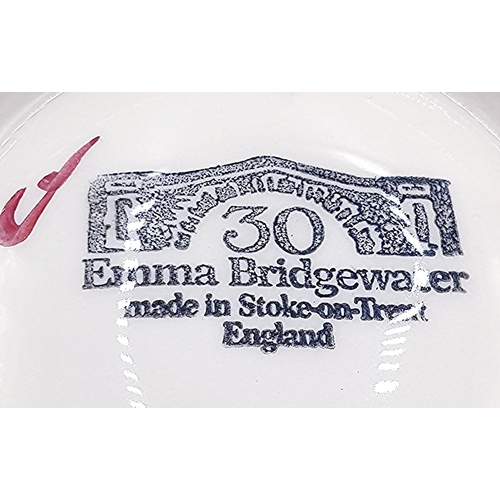 30
Emma Bridgewater
made in Stoke-on-Trent
England